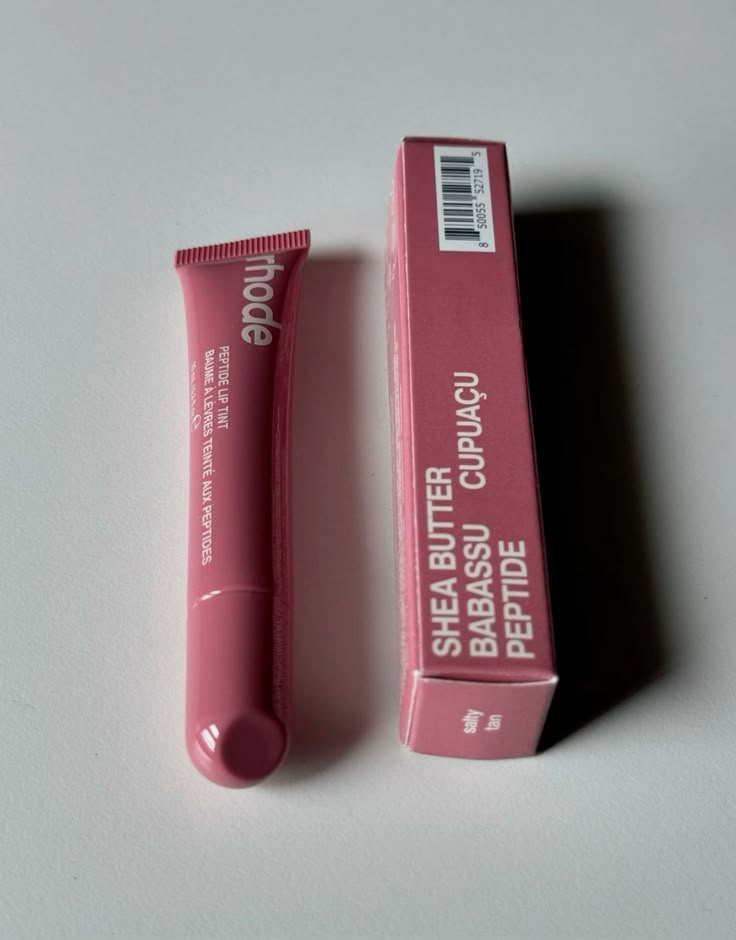 rhode
PEPTIDE LIP TINT
BAUME À LÈVRES TEINTÉ AUX PEPTIDES
8 50055 52719 5
SHEA BUTTER
BABASSU CUPUAÇU
PEPTIDE
salty
tan